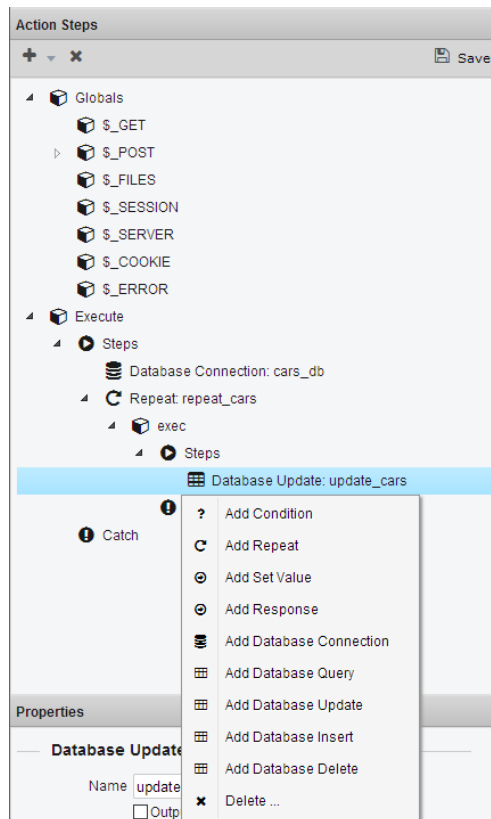 Action Steps
Save
Globals
$_GET
$_POST
$_FILES
$_SESSION
$_SERVER
$_COOKIE
$_ERROR
Execute
Steps
Database Connection: cars_db
Repeat: repeat_cars
exec
Steps
Database Update: update_cars
Catch
Add Condition
Add Repeat
Add Set Value
Add Response
Add Database Connection
Add Database Query
Add Database Update
Add Database Insert
Add Database Delete
Delete ...
Properties
Database Update
Name update
Outp